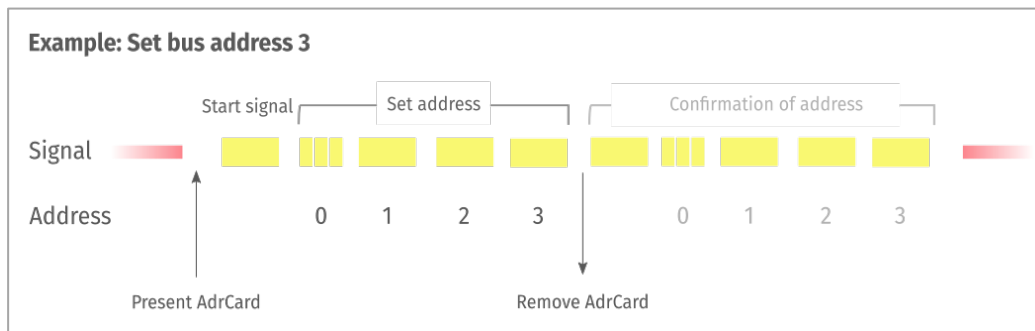 Example: Set bus address 3
Start signal
Set address
Confirmation of address
Signal
Address
0 1 2 3 0 1 2 3
Present AdrCard
Remove AdrCard